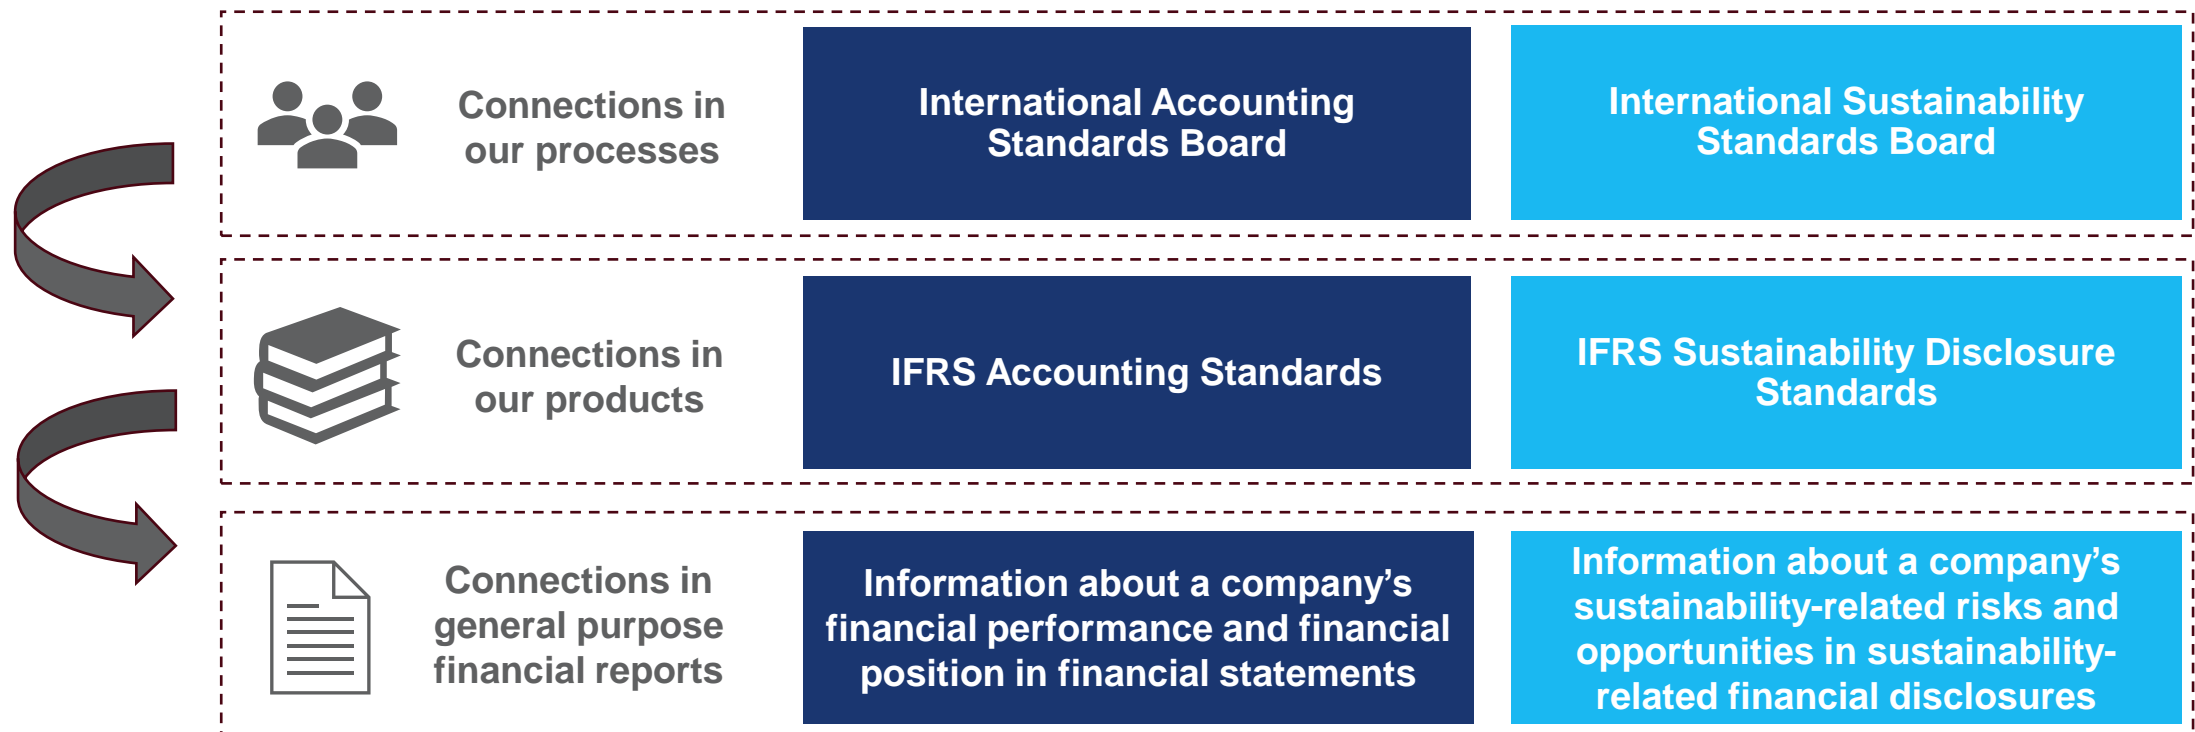 Connections in
our processes
International Accounting
Standards Board
International Sustainability
Standards Board
Connections in
our products
IFRS Accounting Standards
IFRS Sustainability Disclosure
Standards
Connections in
general purpose
financial reports
Information about a company’s
financial performance and financial
position in financial statements
Information about a company’s
sustainability-related risks and
opportunities in sustainability-
related financial disclosures